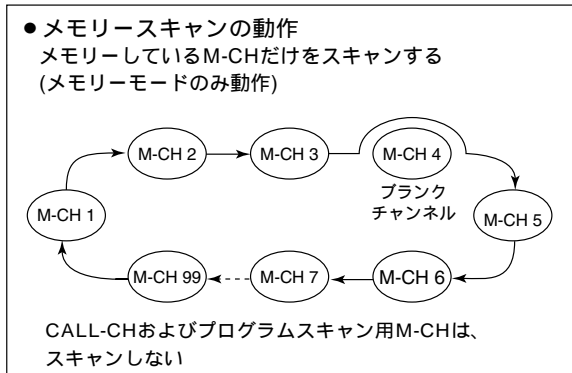 ●メモリースキャンの動作
メモリーしているM-CHだけをスキャンする
(メモリーモードのみ動作)
M-CH 2
M-CH 3
M-CH 4
ブランク
チャンネル
M-CH 1
M-CH 5
M-CH 99
M-CH 7
M-CH 6
CALL-CHおよびプログラムスキャン用M-CHは、
スキャンしない